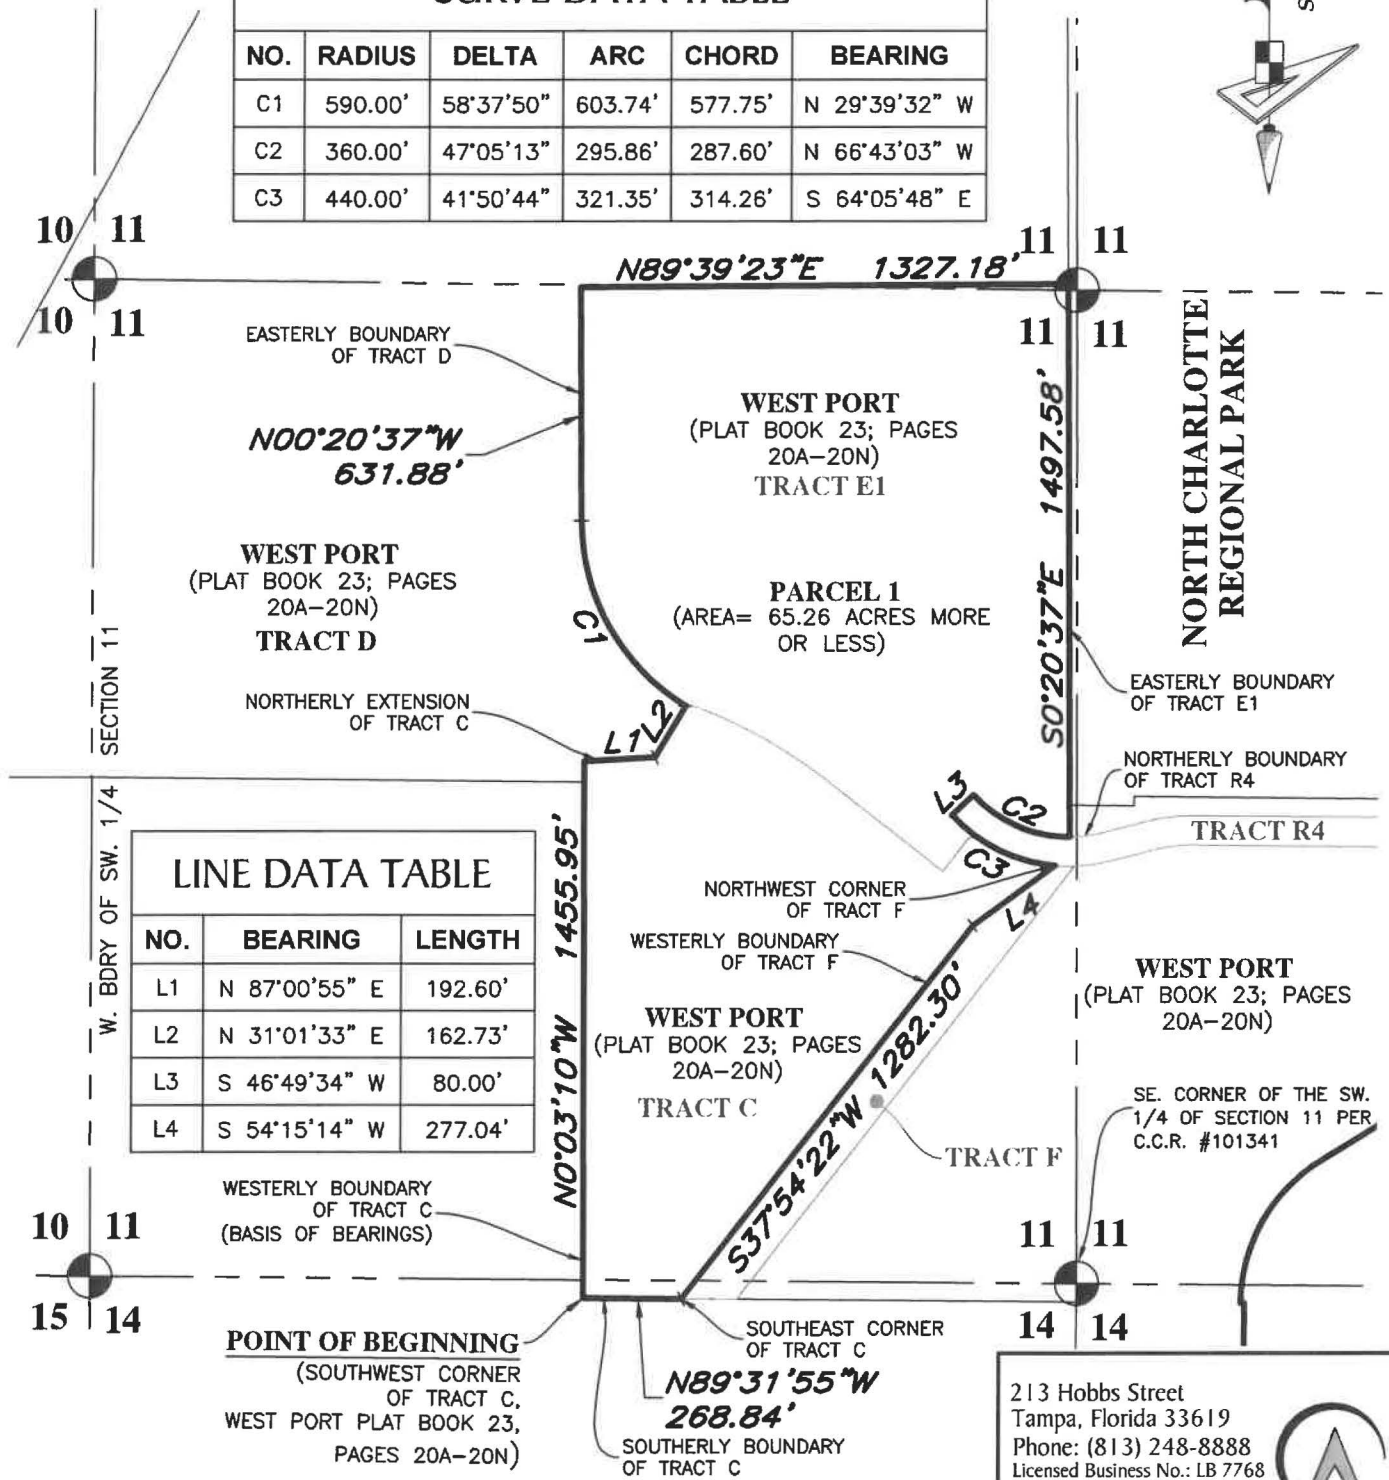 CURVE DATA TABLE
NO. RADIUS DELTA ARC CHORD BEARING
C1 590.00' 58°37'50" 603.74' 577.75' N 29°39'32" W
C2 360.00' 47°05'13" 295.86' 287.60' N 66°43'03" W
C3 440.00' 41°50'44" 321.35' 314.26' S 64°05'48" E
10 11
10 11
11 11
11 11
N89°39'23"E 1327.18'
EASTERLY BOUNDARY
OF TRACT D
N00°20'37"W
631.88'
WEST PORT
(PLAT BOOK 23; PAGES
20A-20N)
TRACT E1
S0°20'37"E 1497.58'
NORTH CHARLOTTE
REGIONAL PARK
WEST PORT
(PLAT BOOK 23; PAGES
20A-20N)
TRACT D
C1
PARCEL 1
(AREA= 65.26 ACRES MORE
OR LESS)
W. BDRY OF SW. 1/4 SECTION 11
NORTHERLY EXTENSION
OF TRACT C
L1
L2
EASTERLY BOUNDARY
OF TRACT E1
NORTHERLY BOUNDARY
OF TRACT R4
L3
C2
C3
TRACT R4
LINE DATA TABLE
NO. BEARING LENGTH
L1 N 87°00'55" E 192.60'
L2 N 31°01'33" E 162.73'
L3 S 46°49'34" W 80.00'
L4 S 54°15'14" W 277.04'
N0°03'10"W 1455.95'
NORTHWEST CORNER
OF TRACT F
L4
WESTERLY BOUNDARY
OF TRACT F
WEST PORT
(PLAT BOOK 23; PAGES
20A-20N)
TRACT C
S37°54'22"W 1282.30'
WEST PORT
(PLAT BOOK 23; PAGES
20A-20N)
TRACT F
SE. CORNER OF THE SW.
1/4 OF SECTION 11 PER
C.C.R. #101341
WESTERLY BOUNDARY
OF TRACT C
(BASIS OF BEARINGS)
10 11
15 14
11 11
14 14
POINT OF BEGINNING
(SOUTHWEST CORNER
OF TRACT C,
WEST PORT PLAT BOOK 23,
PAGES 20A-20N)
SOUTHEAST CORNER
OF TRACT C
N89°31'55"W
268.84'
SOUTHERLY BOUNDARY
OF TRACT C
213 Hobbs Street
Tampa, Florida 33619
Phone: (813) 248-8888
Licensed Business No.: LB 7768